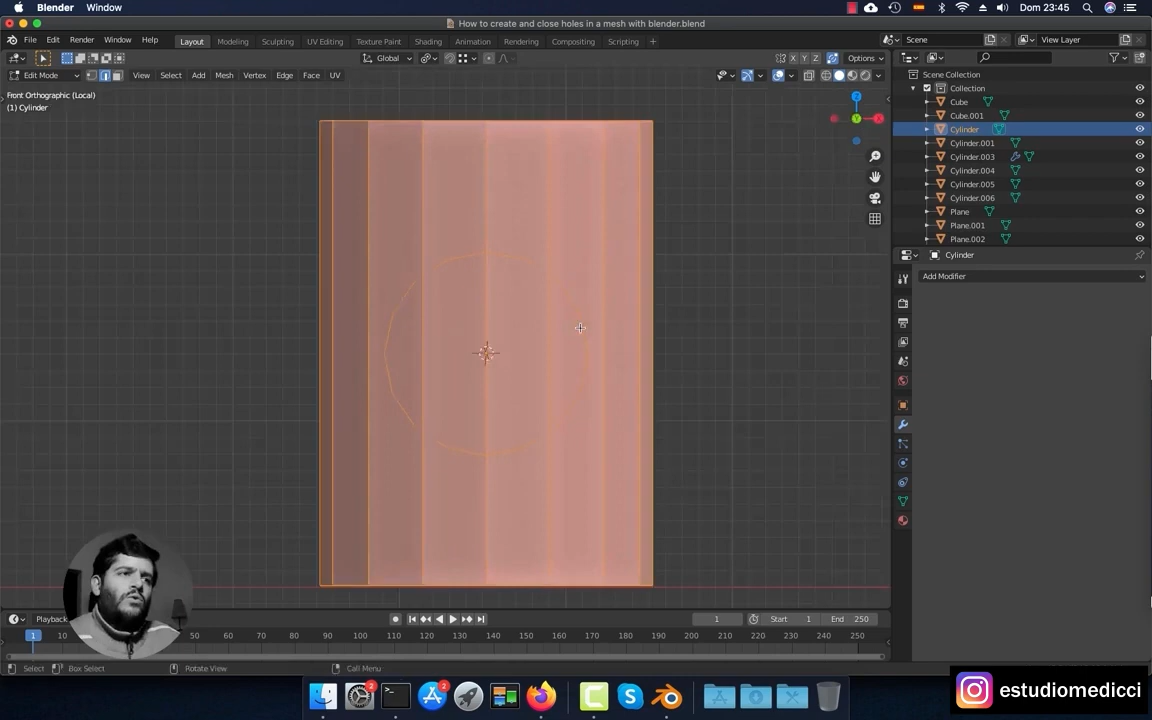 Blender Window
Dom 23:45
How to create and close holes in a mesh with blender.blend
File Edit Render Window Help
Layout Modeling Sculpting UV Editing Texture Paint Shading Animation Rendering Compositing Scripting +
Scene
View Layer
Global
Options
X Y Z
Edit Mode
View Select Add Mesh Vertex Edge Face UV
Front Orthographic (Local)
(1) Cylinder
Z
X
Y
Scene Collection
Collection
Cube
Cube.001
Cylinder
Cylinder.001
Cylinder.003
Cylinder.004
Cylinder.005
Cylinder.006
Plane
Plane.001
Plane.002
Cylinder
Add Modifier
Playback
1
Start 1
End 250
1 10 50 60 70 80 90 100 110 120 130 140 150 160 170 180 190 200 210 220 230 240 250
Select Box Select Rotate View Call Menu
2
2
estudiomedicci